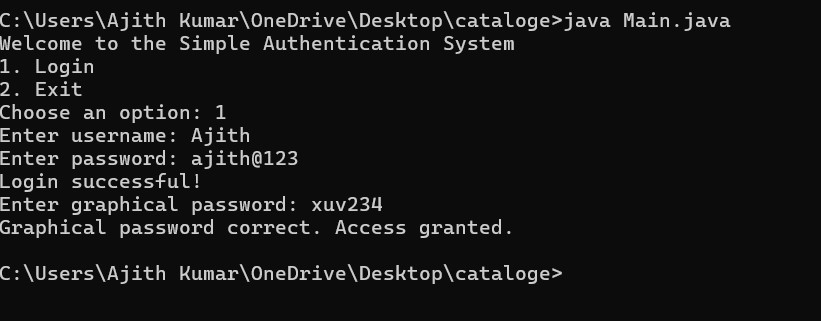 C:\Users\Ajith Kumar\OneDrive\Desktop\cataloge>java Main.java
Welcome to the Simple Authentication System
1. Login
2. Exit
Choose an option: 1
Enter username: Ajith
Enter password: ajith@123
Login successful!
Enter graphical password: xuv234
Graphical password correct. Access granted.
C:\Users\Ajith Kumar\OneDrive\Desktop\cataloge>